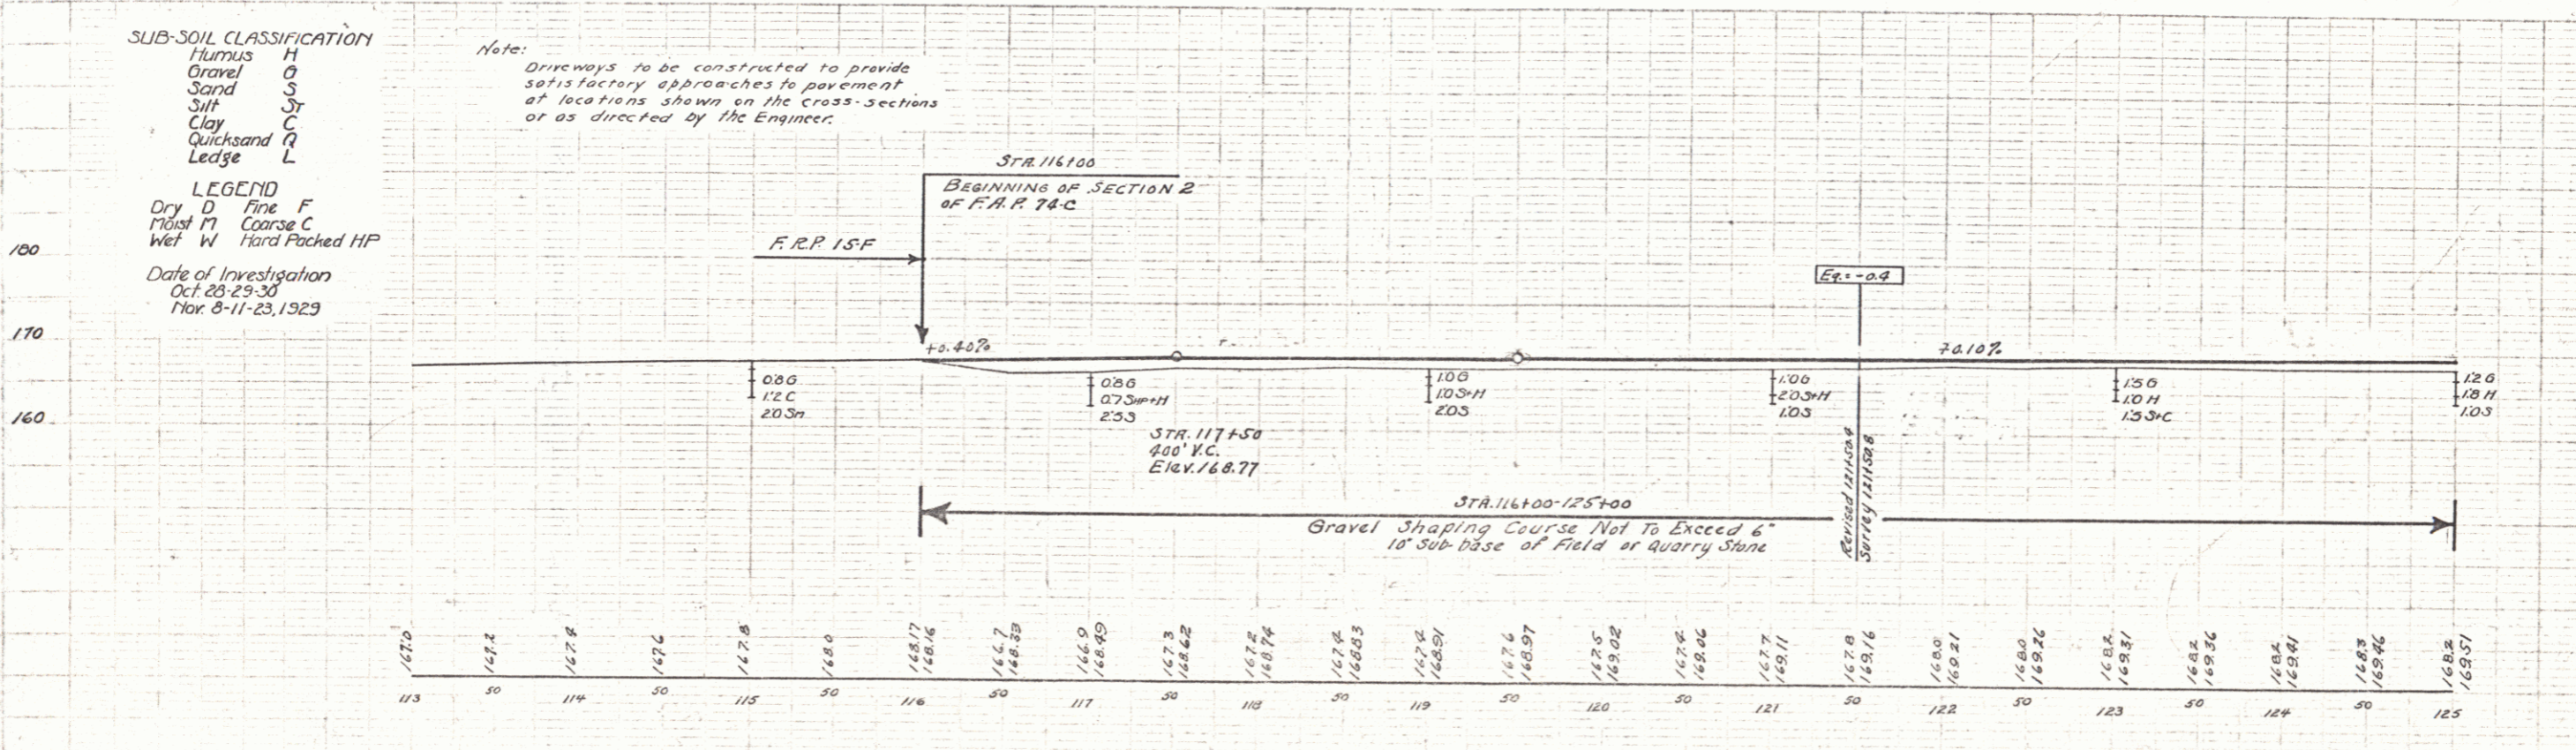 SUB-SOIL CLASSIFICATION
Humus H
Gravel G
Sand S
Silt ST
Clay C
Quicksand Q
Ledge L
LEGEND
Dry D Fine F
Moist M Coarse C
Wet W Hard Packed HP
Date of Investigation
Oct. 28-29-30
Nov. 8-11-23, 1929
Note:
Driveways to be constructed to provide
satisfactory approaches to pavement
at locations shown on the cross-sections
or as directed by the Engineer.
STA. 116+00
BEGINNING OF SECTION 2
OF F.A.P. 74-C
F.R.P. 15-F
180
170
160
Eq. = -0.4
+0.40%
+0.10%
0.8 G
1.2 C
2.0 Sm
0.8 G
0.7 SHP+H
2.5 S
1.0 G
1.0 S+H
2.0 S
1.0 G
2.0 S+H
1.0 S
1.5 G
1.0 H
1.5 S+C
1.2 G
1.8 H
1.0 S
STA. 117+50
400' V.C.
Elev. 168.77
Revised 121+50.4
Survey 121+50.8
STA. 116+00-125+00
Gravel Shaping Course Not To Exceed 6"
10" Sub-base of Field or Quarry Stone
167.0
167.2
167.4
167.6
167.8
168.0
168.17 168.16
166.7 168.33
166.9 168.49
167.3 168.62
167.2 168.74
167.4 168.83
167.4 168.91
167.6 168.97
167.5 169.02
167.4 169.06
167.7 169.11
167.8 169.16
168.0 169.21
168.0 169.26
168.2 169.31
168.2 169.36
168.2 169.41
168.3 169.46
168.2 169.51
113 50 114 50 115 50 116 50 117 50 118 50 119 50 120 50 121 50 122 50 123 50 124 50 125